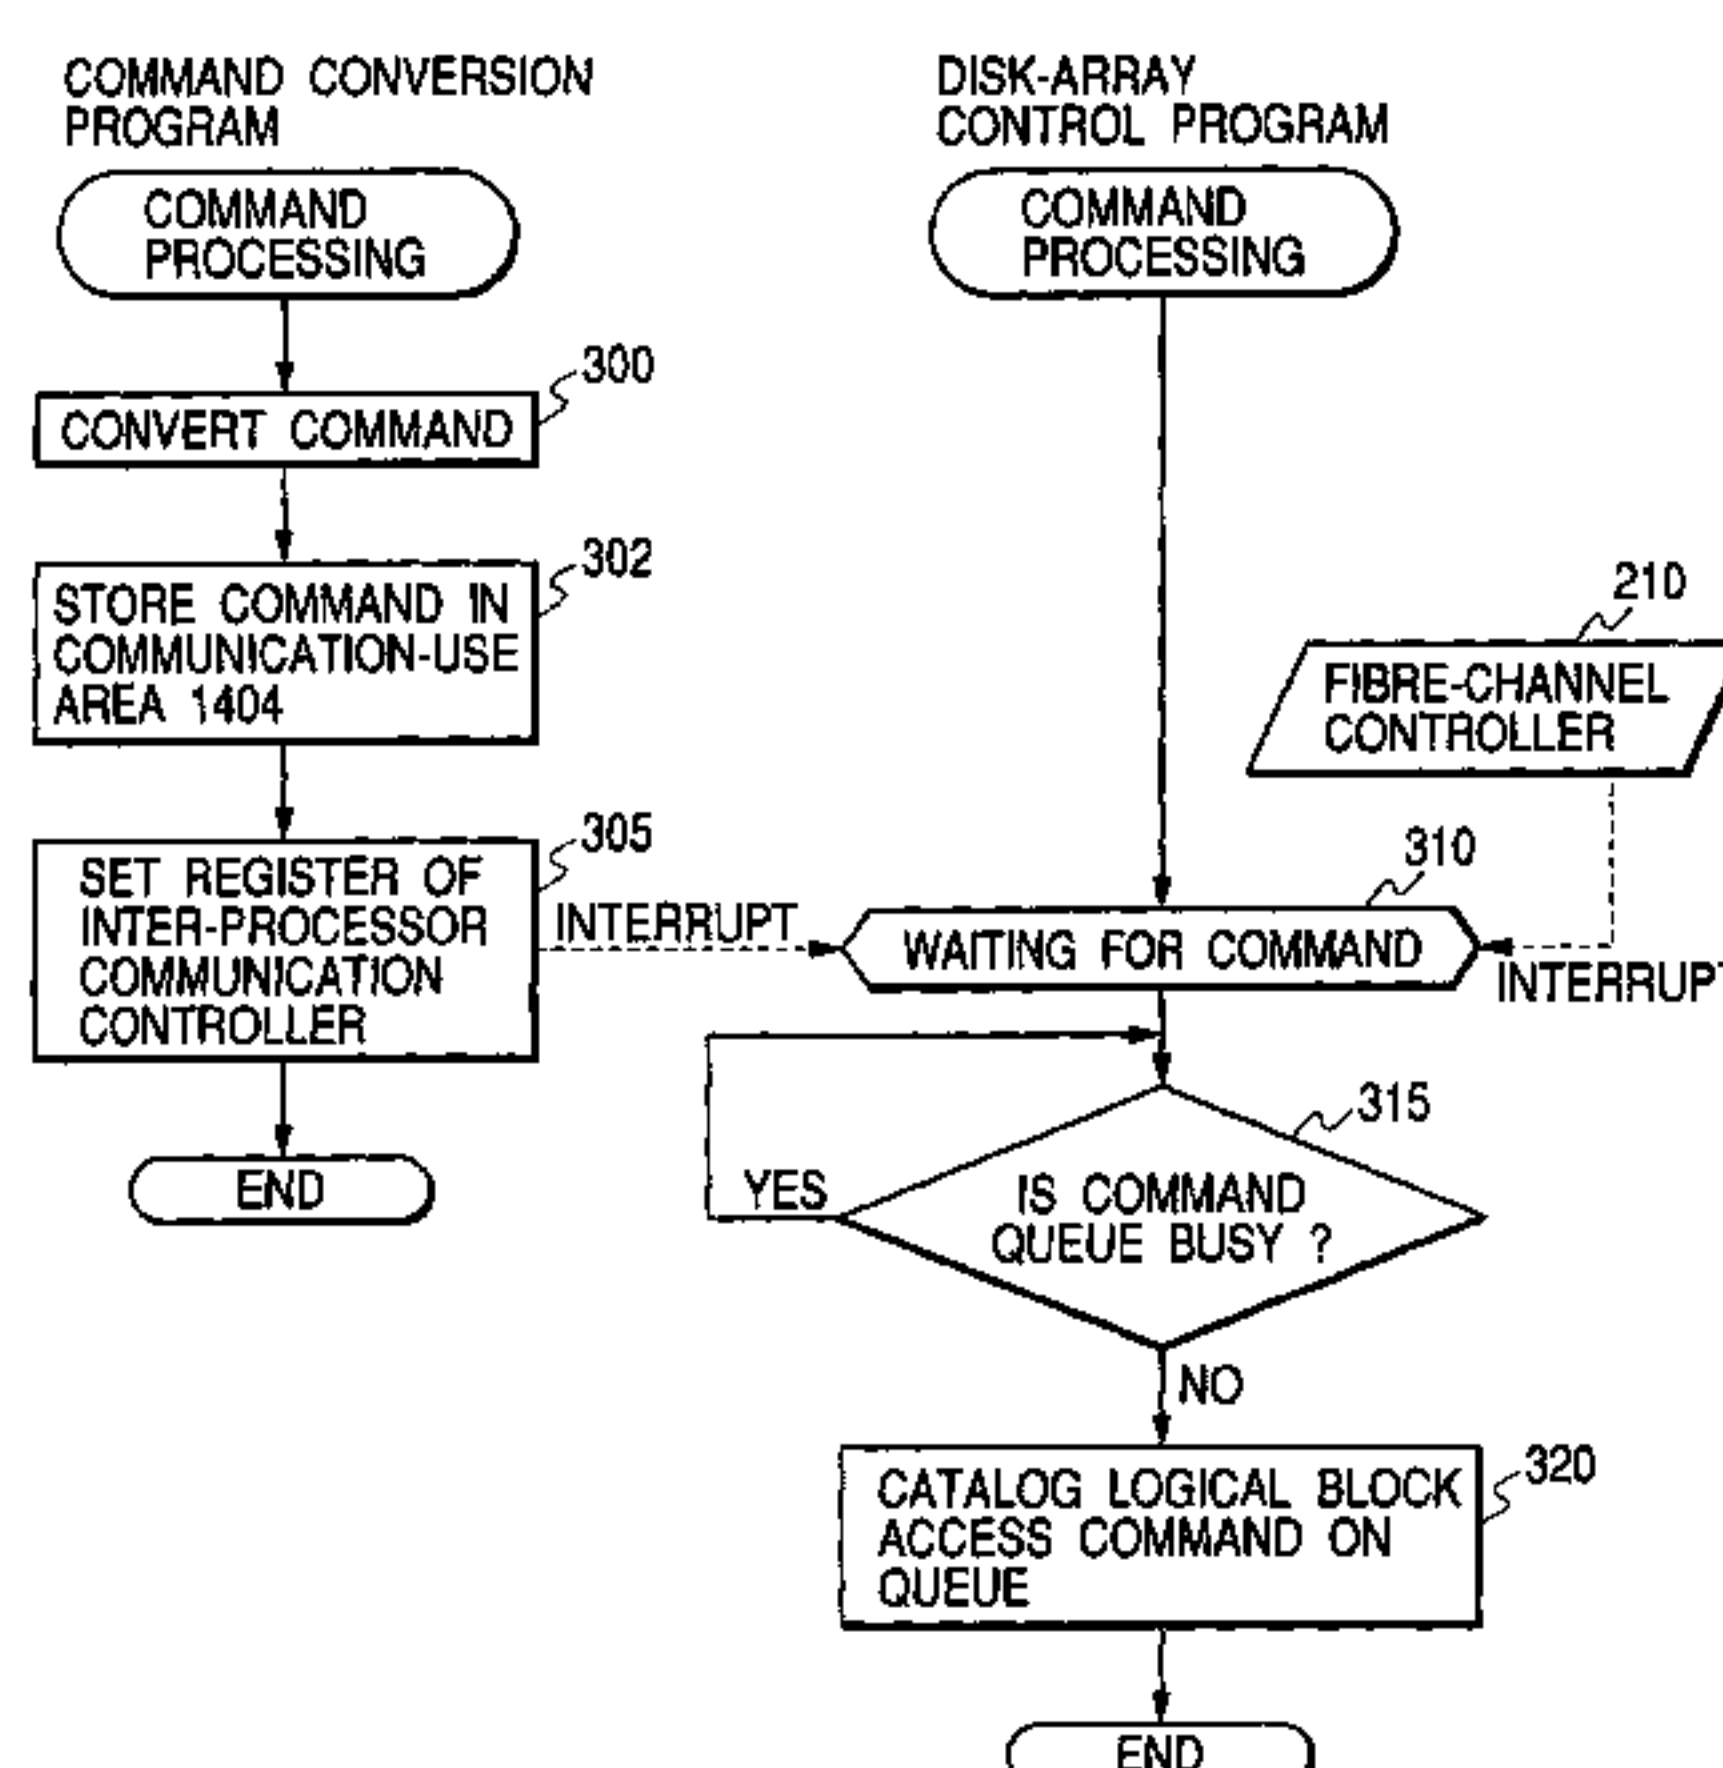 COMMAND CONVERSION
PROGRAM
COMMAND
PROCESSING
300
CONVERT COMMAND
302
STORE COMMAND IN
COMMUNICATION-USE
AREA 1404
305
SET REGISTER OF
INTER-PROCESSOR
COMMUNICATION
CONTROLLER
INTERRUPT
END
DISK-ARRAY
CONTROL PROGRAM
COMMAND
PROCESSING
210
FIBRE-CHANNEL
CONTROLLER
310
WAITING FOR COMMAND
INTERRUPT
315
YES
IS COMMAND
QUEUE BUSY ?
NO
320
CATALOG LOGICAL BLOCK
ACCESS COMMAND ON
QUEUE
END